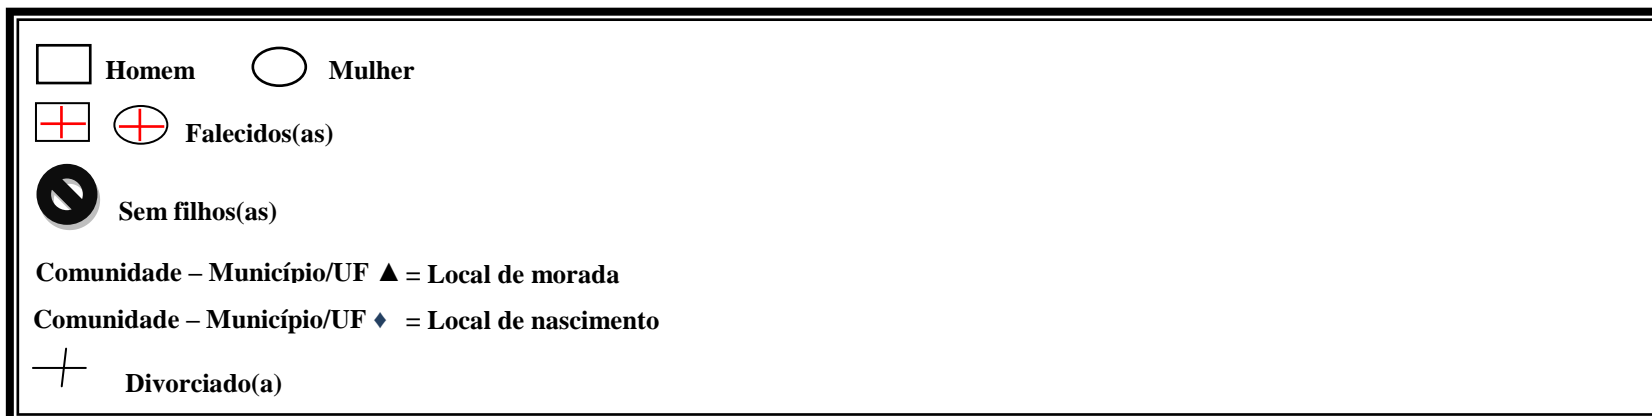 Homem Mulher
Falecidos(as)
Sem filhos(as)
Comunidade – Município/UF ▲ = Local de morada
Comunidade – Município/UF ♦ = Local de nascimento
Divorciado(a)